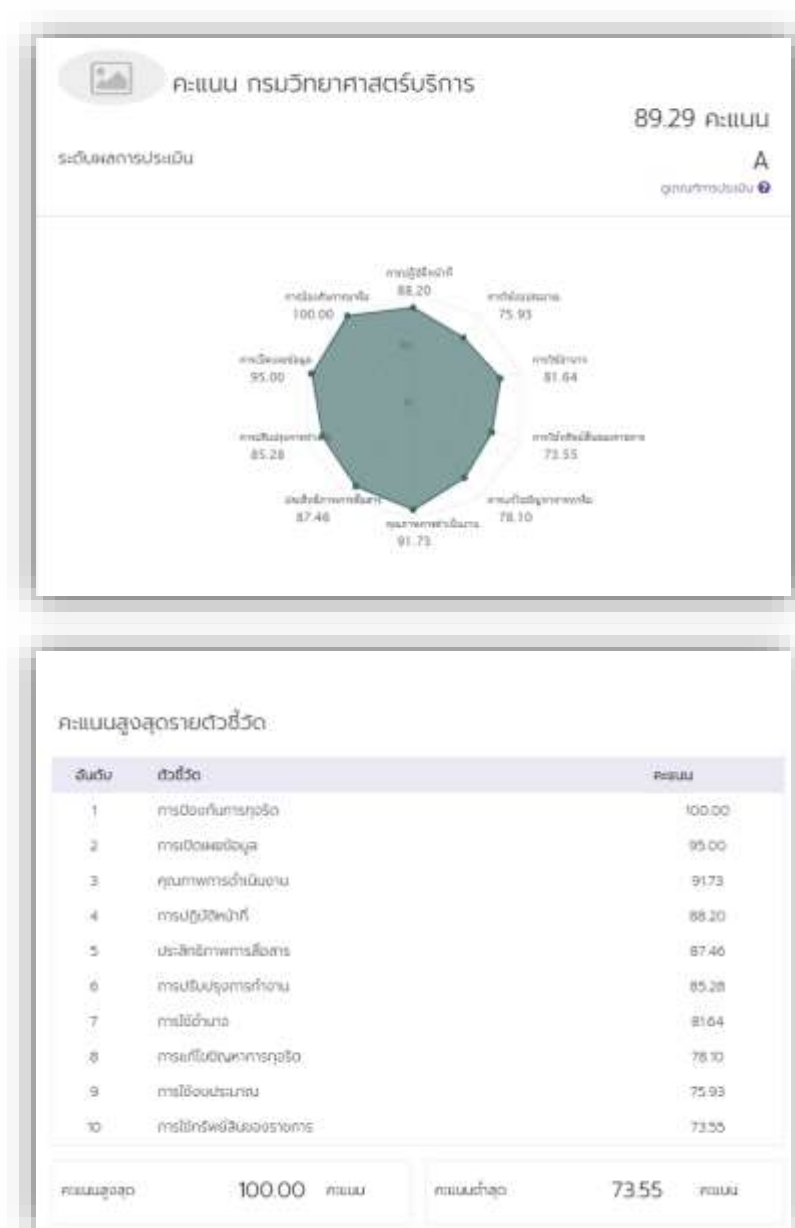 คะแนน กรมวิทยาศาสตร์บริการ
89.29 คะแนน
ระดับผลการประเมิน
A
ดูเกณฑ์การประเมิน
การปฏิบัติหน้าที่
88.20
การป้องกันการทุจริต
100.00
การใช้งบประมาณ
75.93
การเปิดเผยข้อมูล
95.00
การใช้อำนาจ
81.64
การปรับปรุงการทำงาน
85.28
การใช้ทรัพย์สินของราชการ
73.55
ประสิทธิภาพการสื่อสาร
87.46
คุณภาพการดำเนินงาน
91.73
การแก้ไขปัญหาการทุจริต
78.10
คะแนนสูงสุดรายตัวชี้วัด
อันดับ ตัวชี้วัด คะแนน
1 การป้องกันการทุจริต 100.00
2 การเปิดเผยข้อมูล 95.00
3 คุณภาพการดำเนินงาน 91.73
4 การปฏิบัติหน้าที่ 88.20
5 ประสิทธิภาพการสื่อสาร 87.46
6 การปรับปรุงการทำงาน 85.28
7 การใช้อำนาจ 81.64
8 การแก้ไขปัญหาการทุจริต 78.10
9 การใช้งบประมาณ 75.93
10 การใช้ทรัพย์สินของราชการ 73.55
คะแนนสูงสุด 100.00 คะแนน คะแนนต่ำสุด 73.55 คะแนน